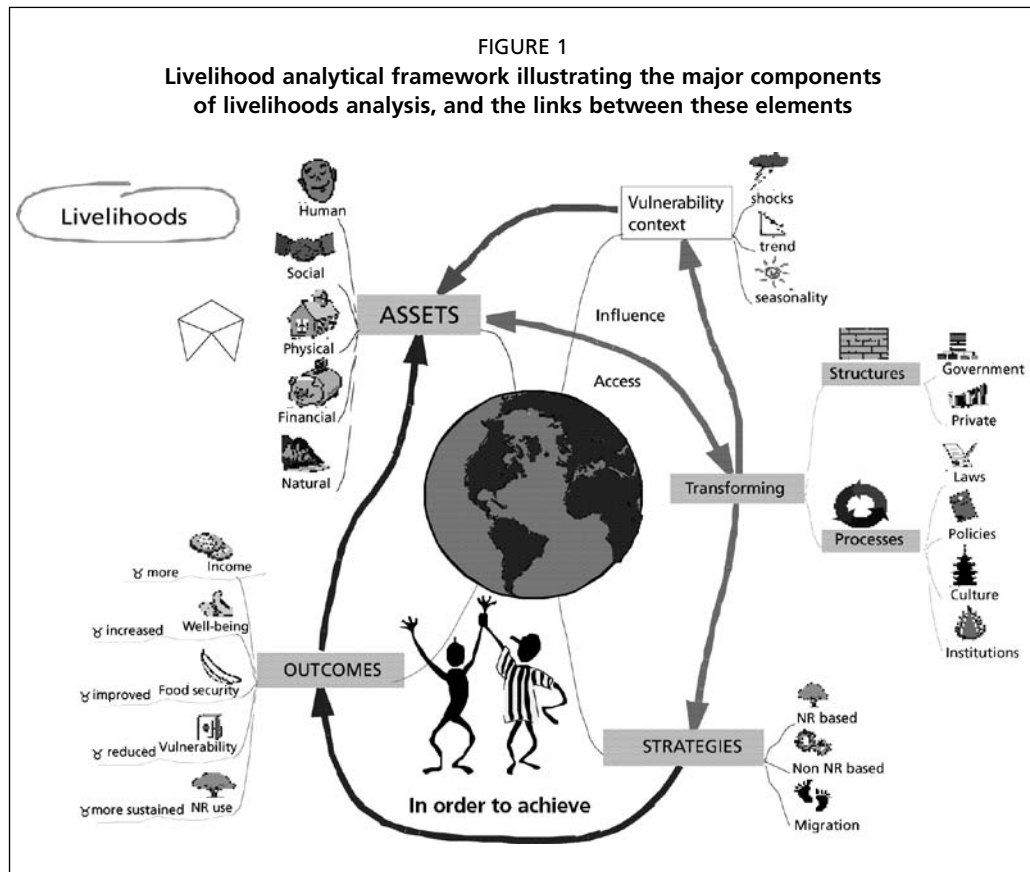 FIGURE 1
Livelihood analytical framework illustrating the major components
of livelihoods analysis, and the links between these elements
Livelihoods
Human
Social
Physical
Financial
Natural
ASSETS
Vulnerability
context
shocks
trend
seasonality
Influence
Access
Structures
Government
Private
Transforming
Processes
Laws
Policies
Culture
Institutions
more Income
increased Well-being
improved Food security
reduced Vulnerability
more sustained NR use
OUTCOMES
In order to achieve
STRATEGIES
NR based
Non NR based
Migration